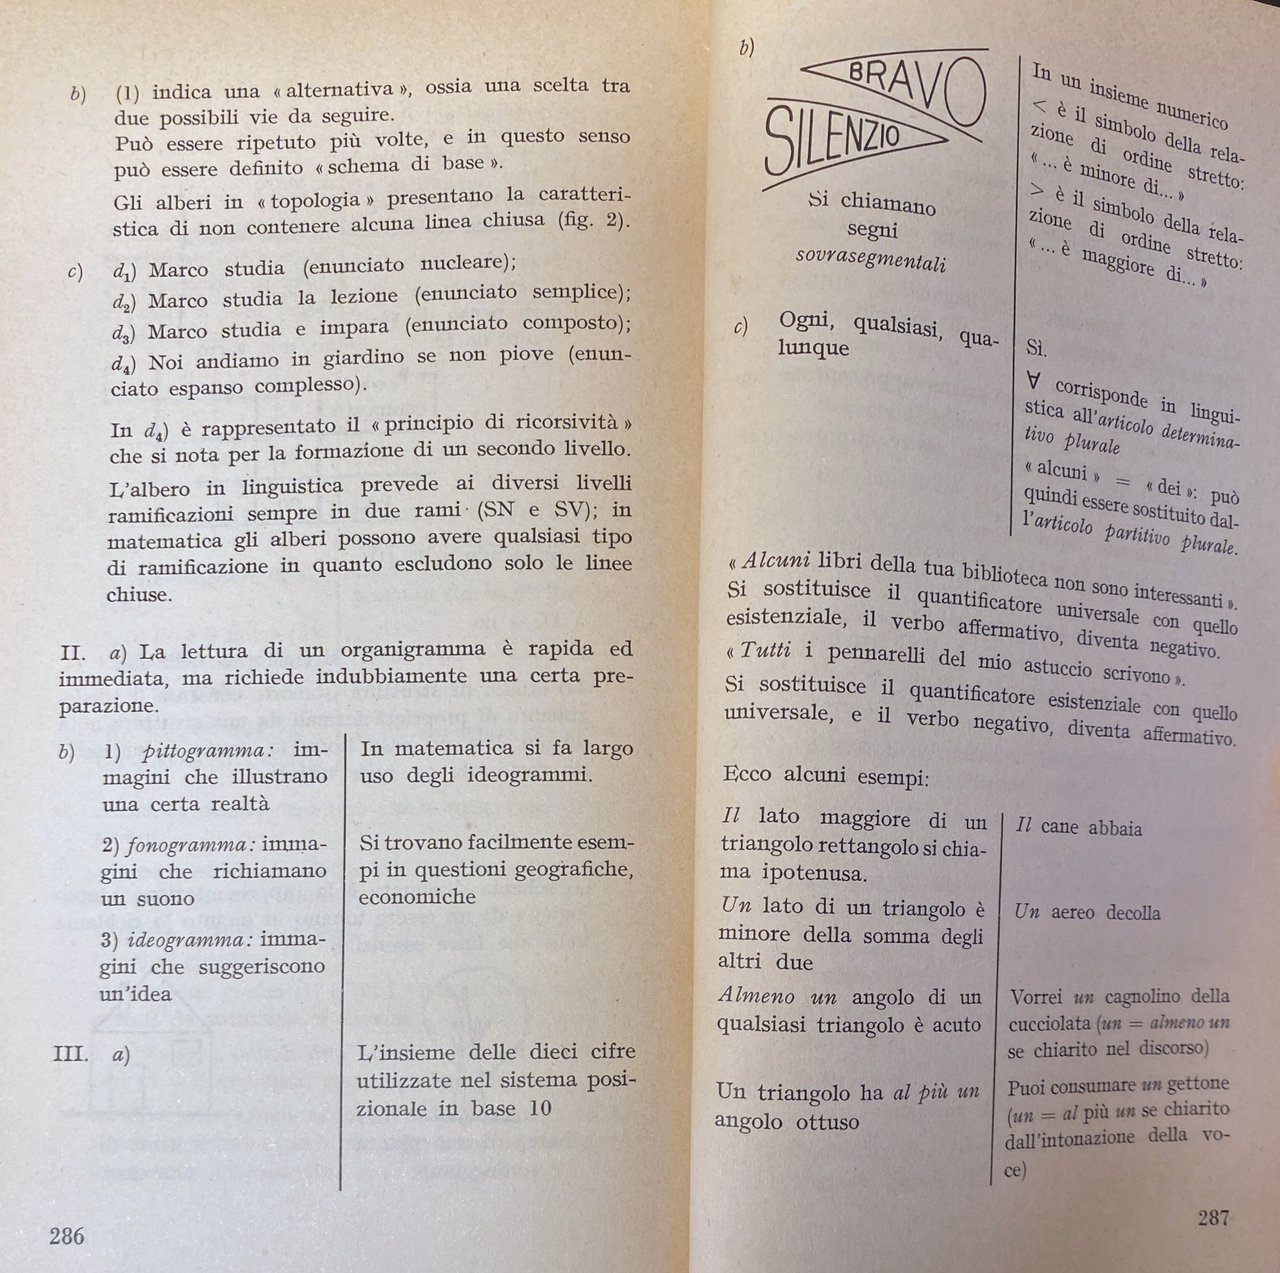 b) (1) indica una « alternativa », ossia una scelta tra
due possibili vie da seguire.
Può essere ripetuto più volte, e in questo senso
può essere definito « schema di base ».
Gli alberi in « topologia » presentano la caratteri-
stica di non contenere alcuna linea chiusa (fig. 2).
c) d₁) Marco studia (enunciato nucleare);
d₂) Marco studia la lezione (enunciato semplice);
d₃) Marco studia e impara (enunciato composto);
d₄) Noi andiamo in giardino se non piove (enun-
ciato espanso complesso).
In d₄) è rappresentato il « principio di ricorsività »
che si nota per la formazione di un secondo livello.
L'albero in linguistica prevede ai diversi livelli
ramificazioni sempre in due rami (SN e SV); in
matematica gli alberi possono avere qualsiasi tipo
di ramificazione in quanto escludono solo le linee
chiuse.
II. a) La lettura di un organigramma è rapida ed
immediata, ma richiede indubbiamente una certa pre-
parazione.
b) 1) pittogramma: im-
magini che illustrano
una certa realtà
In matematica si fa largo
uso degli ideogrammi.
2) fonogramma: imma-
gini che richiamano
un suono
Si trovano facilmente esem-
pi in questioni geografiche,
economiche
3) ideogramma: imma-
gini che suggeriscono
un'idea
III. a)
L'insieme delle dieci cifre
utilizzate nel sistema posi-
zionale in base 10
286
b)
BRAVO
SILENZIO
Si chiamano
segni
sovrasegmentali
In un insieme numerico
< è il simbolo della rela-
zione di ordine stretto:
« ... è minore di... »
> è il simbolo della rela-
zione di ordine stretto:
« ... è maggiore di... »
c) Ogni, qualsiasi, qua-
lunque
Sì.
∀ corrisponde in lingui-
stica all'articolo determina-
tivo plurale
« alcuni » = « dei »: può
quindi essere sostituito dal-
l'articolo partitivo plurale.
« Alcuni libri della tua biblioteca non sono interessanti ».
Si sostituisce il quantificatore universale con quello
esistenziale, il verbo affermativo, diventa negativo.
« Tutti i pennarelli del mio astuccio scrivono ».
Si sostituisce il quantificatore esistenziale con quello
universale, e il verbo negativo, diventa affermativo.
Ecco alcuni esempi:
Il lato maggiore di un
triangolo rettangolo si chia-
ma ipotenusa.
Il cane abbaia
Un lato di un triangolo è
minore della somma degli
altri due
Un aereo decolla
Almeno un angolo di un
qualsiasi triangolo è acuto
Vorrei un cagnolino della
cucciolata (un = almeno un
se chiarito nel discorso)
Un triangolo ha al più un
angolo ottuso
Puoi consumare un gettone
(un = al più un se chiarito
dall'intonazione della vo-
ce)
287